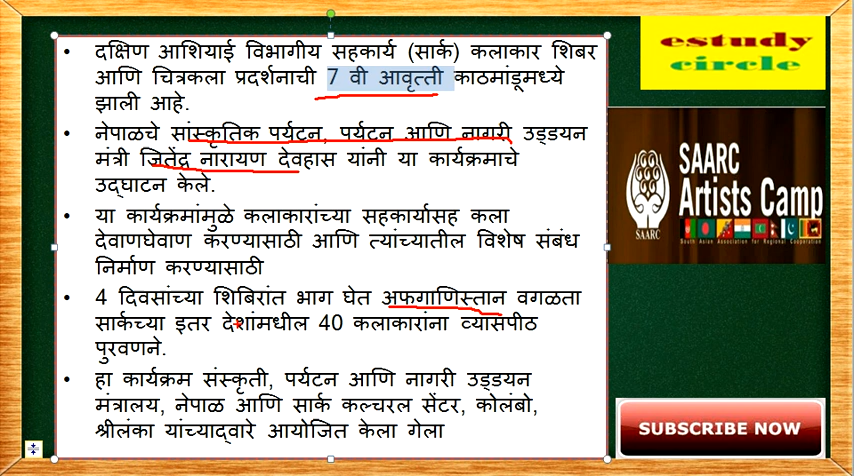 दक्षिण आशियाई विभागीय सहकार्य (सार्क) कलाकार शिबर
आणि चित्रकला प्रदर्शनाची 7 वी आवृत्ती काठमांडूमध्ये
झाली आहे.
नेपाळचे सांस्कृतिक पर्यटन, पर्यटन आणि नागरी उड्डयन
मंत्री जितेंद्र नारायण देवहास यांनी या कार्यक्रमाचे
उद्घाटन केले.
या कार्यक्रमांमुळे कलाकारांच्या सहकार्यासह कला
देवाणघेवाण करण्यासाठी आणि त्यांच्यातील विशेष संबंध
निर्माण करण्यासाठी
4 दिवसांच्या शिबिरांत भाग घेत अफगाणिस्तान वगळता
सार्कच्या इतर देशांमधील 40 कलाकारांना व्यासपीठ
पुरवणने.
हा कार्यक्रम संस्कृती, पर्यटन आणि नागरी उड्डयन
मंत्रालय, नेपाळ आणि सार्क कल्चरल सेंटर, कोलंबो,
श्रीलंका यांच्याद्वारे आयोजित केला गेला
estudy
circle
SAARC
Artists Camp
SAARC
South Asian Association for Regional Cooperation
SUBSCRIBE NOW